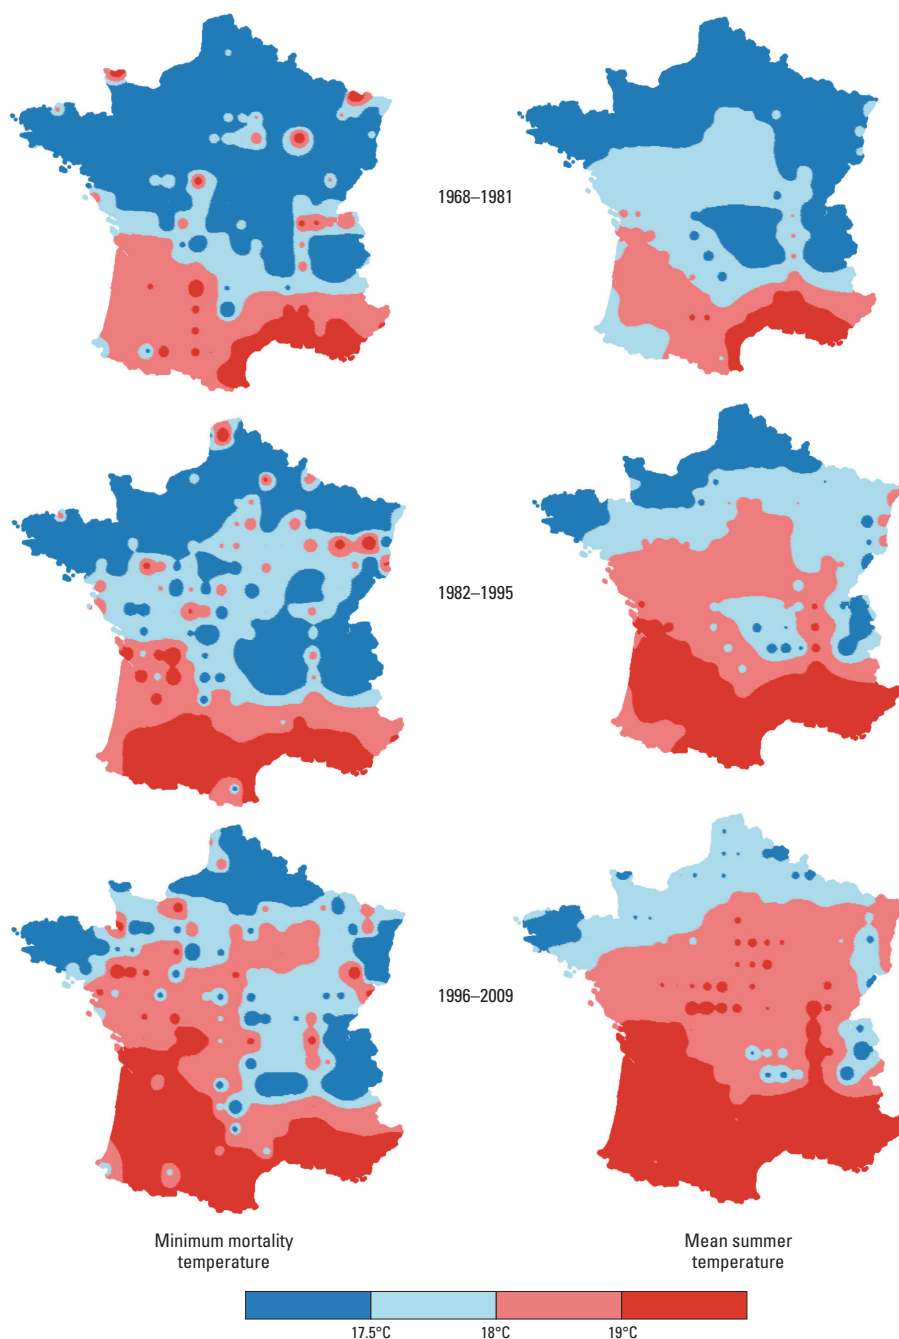 1968–1981
1982–1995
1996–2009
Minimum mortality
temperature
Mean summer
temperature
17.5°C
18°C
19°C